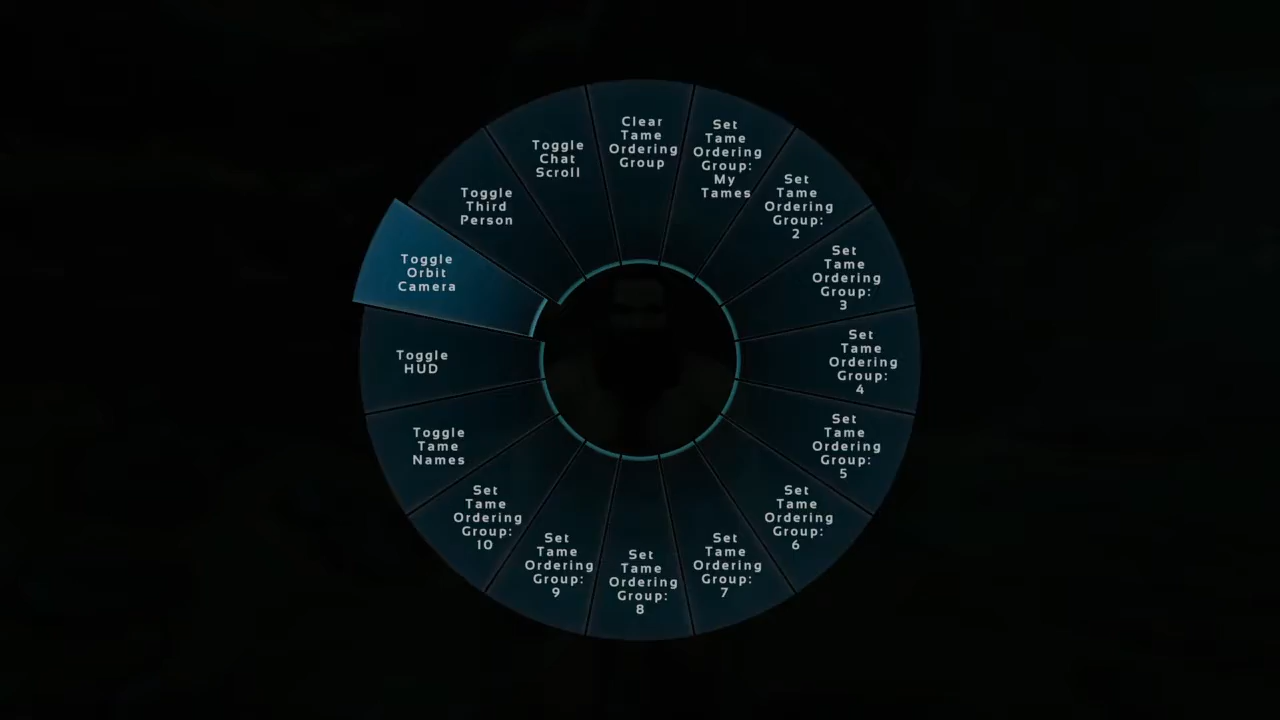 Clear
Tame
Ordering
Group
Set
Tame
Ordering
Group:
My
Tames
Set
Tame
Ordering
Group:
2
Set
Tame
Ordering
Group:
3
Set
Tame
Ordering
Group:
4
Set
Tame
Ordering
Group:
5
Set
Tame
Ordering
Group:
6
Set
Tame
Ordering
Group:
7
Set
Tame
Ordering
Group:
8
Set
Tame
Ordering
Group:
9
Set
Tame
Ordering
Group:
10
Toggle
Tame
Names
Toggle
HUD
Toggle
Orbit
Camera
Toggle
Third
Person
Toggle
Chat
Scroll